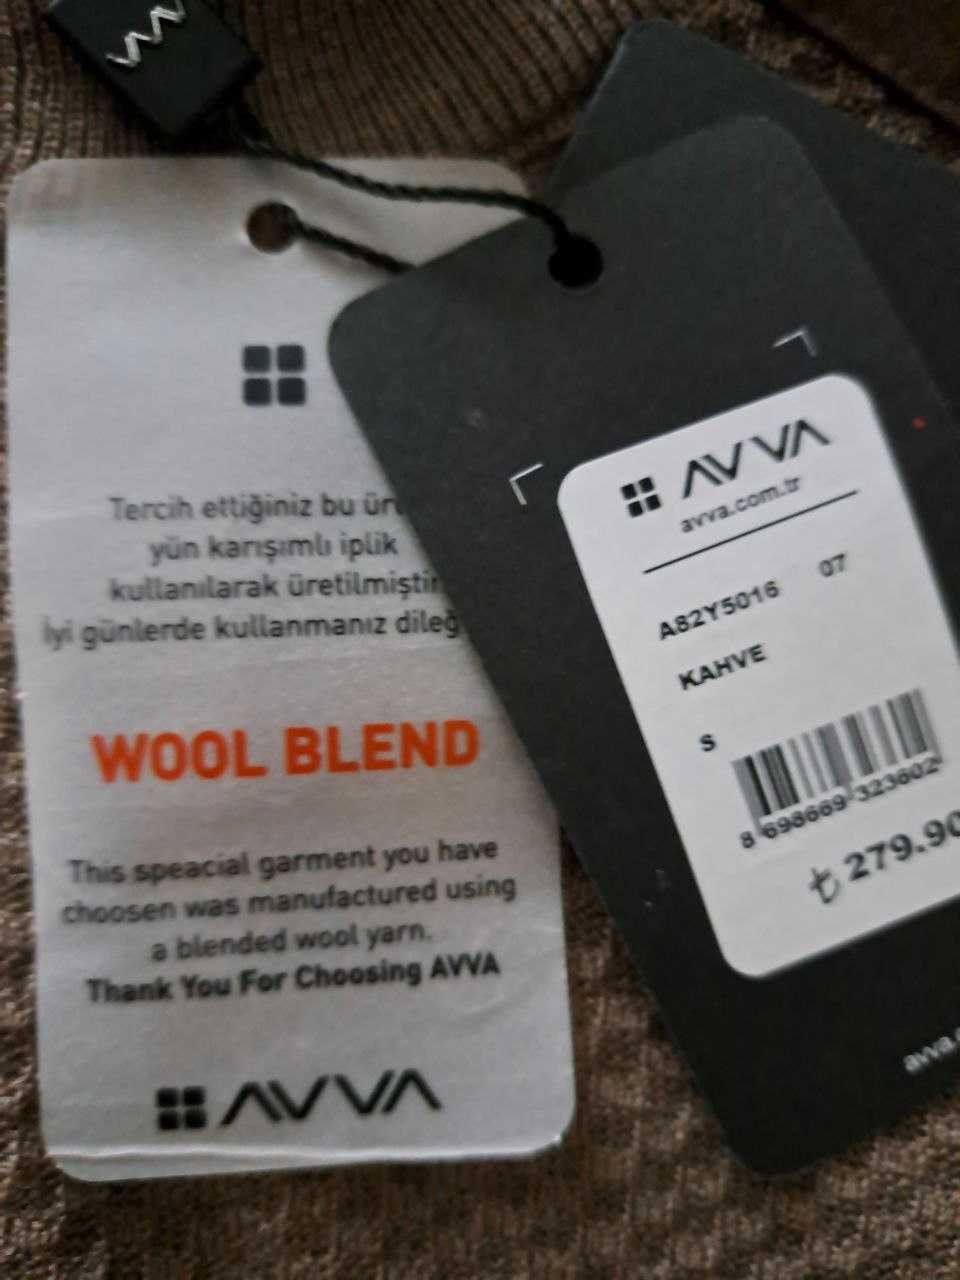 Tercih ettiğiniz bu
yün karışımlı iplik
kullanılarak üretilmiştir
İyi günlerde kullanmanız
WOOL BLEND
This speacial garment you have
choosen was manufactured using
a blended wool yarn.
Thank You For Choosing AVVA
AVVA
AVVA
avva.com.tr
A82Y5016 07
KAHVE
S
8 698669 323602
₺ 279.90